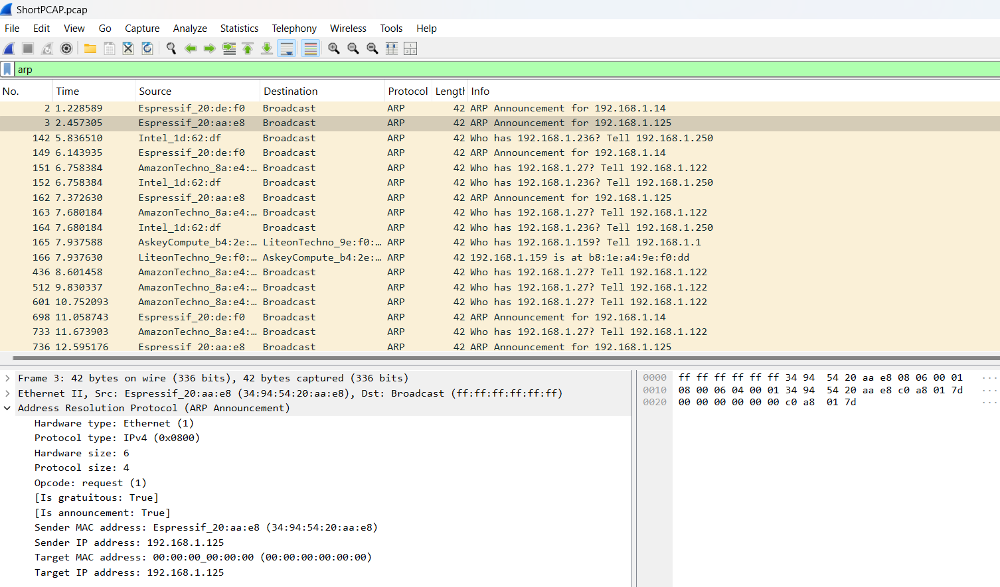 ShortPCAP.pcap
File Edit View Go Capture Analyze Statistics Telephony Wireless Tools Help
arp
No. Time Source Destination Protocol Length Info
2 1.228589 Espressif_20:de:f0 Broadcast ARP 42 ARP Announcement for 192.168.1.14
3 2.457305 Espressif_20:aa:e8 Broadcast ARP 42 ARP Announcement for 192.168.1.125
142 5.836510 Intel_1d:62:df Broadcast ARP 42 Who has 192.168.1.236? Tell 192.168.1.250
149 6.143935 Espressif_20:de:f0 Broadcast ARP 42 ARP Announcement for 192.168.1.14
151 6.758384 AmazonTechno_8a:e4:… Broadcast ARP 42 Who has 192.168.1.27? Tell 192.168.1.122
152 6.758384 Intel_1d:62:df Broadcast ARP 42 Who has 192.168.1.236? Tell 192.168.1.250
162 7.372630 Espressif_20:aa:e8 Broadcast ARP 42 ARP Announcement for 192.168.1.125
163 7.680184 AmazonTechno_8a:e4:… Broadcast ARP 42 Who has 192.168.1.27? Tell 192.168.1.122
164 7.680184 Intel_1d:62:df Broadcast ARP 42 Who has 192.168.1.236? Tell 192.168.1.250
165 7.937588 AskeyCompute_b4:2e:… LiteonTechno_9e:f0:… ARP 42 Who has 192.168.1.159? Tell 192.168.1.1
166 7.937630 LiteonTechno_9e:f0:… AskeyCompute_b4:2e:… ARP 42 192.168.1.159 is at b8:1e:a4:9e:f0:dd
436 8.601458 AmazonTechno_8a:e4:… Broadcast ARP 42 Who has 192.168.1.27? Tell 192.168.1.122
512 9.830337 AmazonTechno_8a:e4:… Broadcast ARP 42 Who has 192.168.1.27? Tell 192.168.1.122
601 10.752093 AmazonTechno_8a:e4:… Broadcast ARP 42 Who has 192.168.1.27? Tell 192.168.1.122
698 11.058743 Espressif_20:de:f0 Broadcast ARP 42 ARP Announcement for 192.168.1.14
733 11.673903 AmazonTechno_8a:e4:… Broadcast ARP 42 Who has 192.168.1.27? Tell 192.168.1.122
736 12.595176 Espressif_20:aa:e8 Broadcast ARP 42 ARP Announcement for 192.168.1.125
Frame 3: 42 bytes on wire (336 bits), 42 bytes captured (336 bits)
Ethernet II, Src: Espressif_20:aa:e8 (34:94:54:20:aa:e8), Dst: Broadcast (ff:ff:ff:ff:ff:ff)
Address Resolution Protocol (ARP Announcement)
Hardware type: Ethernet (1)
Protocol type: IPv4 (0x0800)
Hardware size: 6
Protocol size: 4
Opcode: request (1)
[Is gratuitous: True]
[Is announcement: True]
Sender MAC address: Espressif_20:aa:e8 (34:94:54:20:aa:e8)
Sender IP address: 192.168.1.125
Target MAC address: 00:00:00_00:00:00 (00:00:00:00:00:00)
Target IP address: 192.168.1.125
0000 ff ff ff ff ff ff 34 94 54 20 aa e8 08 06 00 01 ···
0010 08 00 06 04 00 01 34 94 54 20 aa e8 c0 a8 01 7d ···
0020 00 00 00 00 00 00 c0 a8 01 7d ···